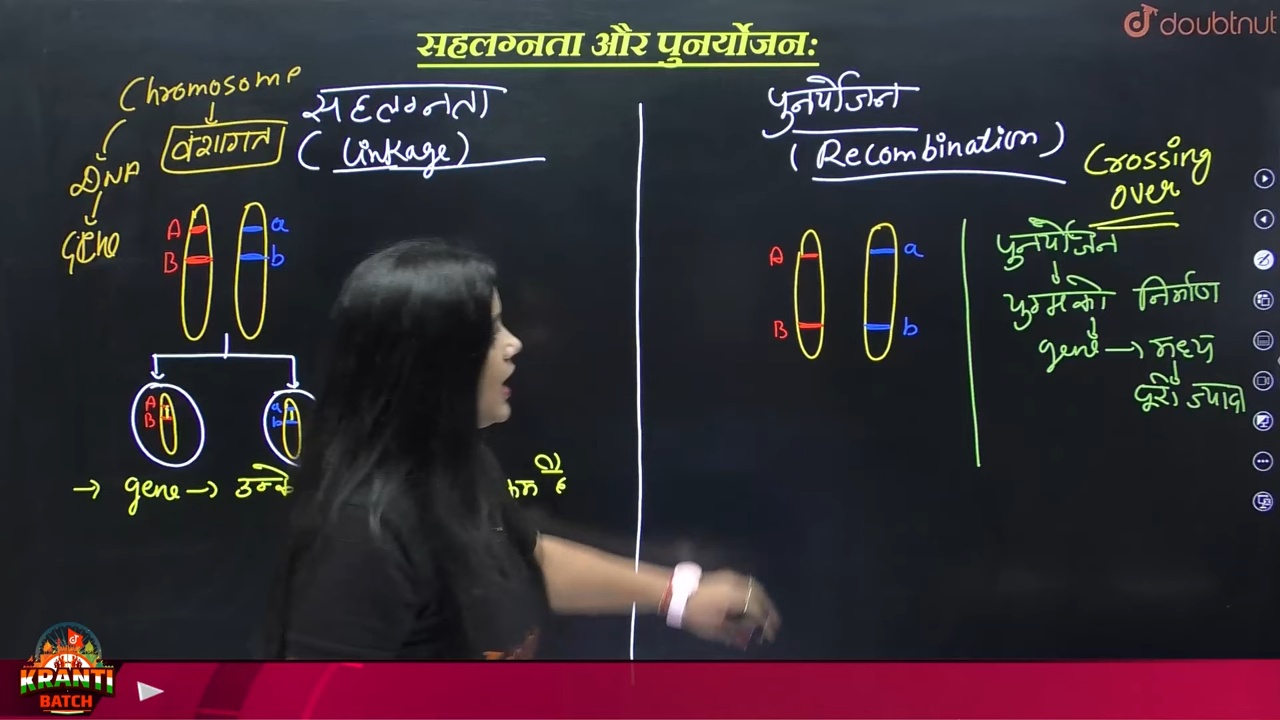 doubtnut
सहलग्नता और पुनर्योजन:
Chromosome
वंशागत
DNA
Gene
सहलग्नता
(Linkage)
A a
B b
A
B
a
b
→ gene → उनके
कम है
पुनर्योजन
(Recombination)
Crossing
over
A a
B b
पुनर्योजन
युग्मको निर्माण
gene → मध्य
दूरी ज्यादा
KRANTI
BATCH